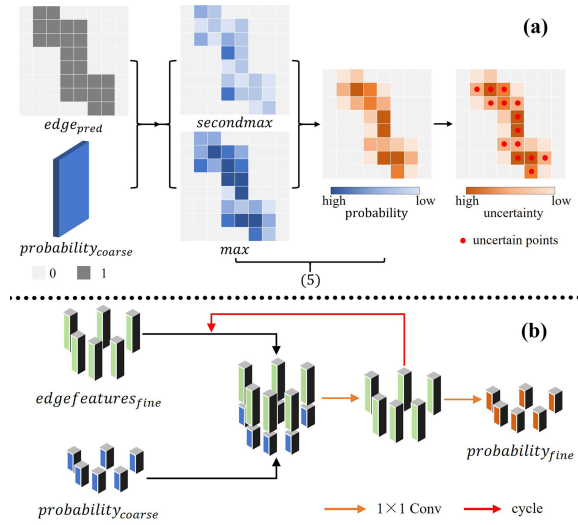 (a)
edge_pred
secondmax
probability_coarse
max
0 1
high low
probability
high low
uncertainty
uncertain points
(5)
(b)
edgefeatures_fine
probability_coarse
probability_fine
1×1 Conv
cycle